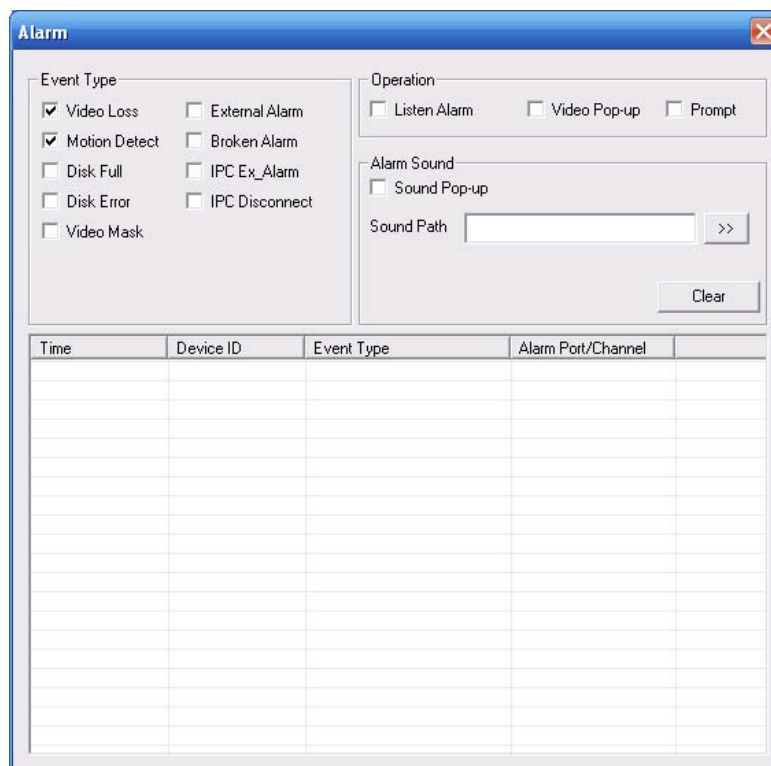 Alarm
Event Type
Video Loss
External Alarm
Motion Detect
Broken Alarm
Disk Full
IPC Ex_Alarm
Disk Error
IPC Disconnect
Video Mask
Operation
Listen Alarm
Video Pop-up
Prompt
Alarm Sound
Sound Pop-up
Sound Path
>>
Clear
Time Device ID Event Type Alarm Port/Channel